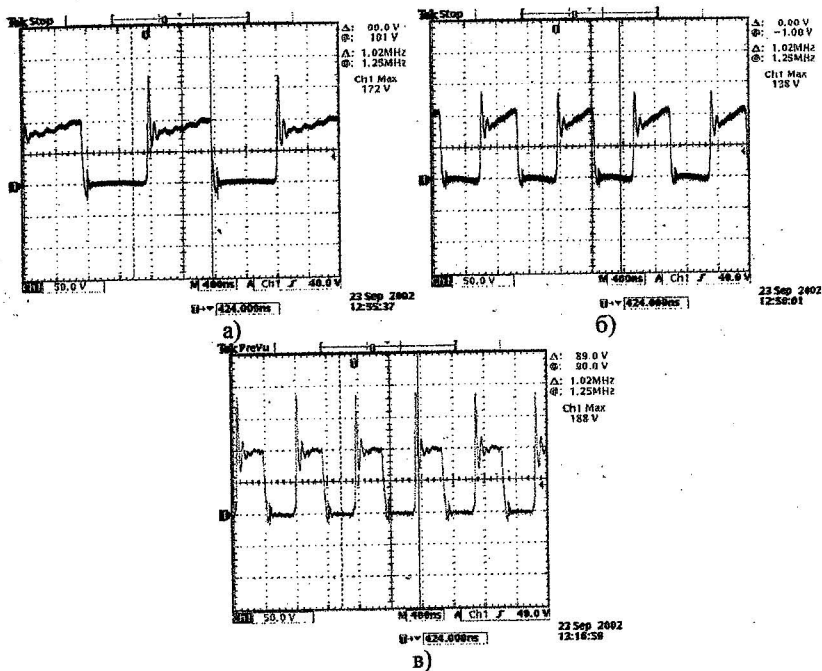 Tek Stop
Δ: 00.0 V
@: 101 V
Δ: 1.02MHz
@: 1.25MHz
Ch1 Max
172 V
Ch1 50.0 V M 400ns A Ch1 40.0 V
424.000ns
23 Sep 2002
12:55:37
а)
Tek Stop
Δ: 0.00 V
@: -1.00 V
Δ: 1.02MHz
@: 1.25MHz
Ch1 Max
138 V
Ch1 50.0 V M 400ns A Ch1 40.0 V
424.000ns
23 Sep 2002
12:58:01
б)
Tek PreVu
Δ: 89.0 V
@: 90.0 V
Δ: 1.02MHz
@: 1.25MHz
Ch1 Max
188 V
Ch1 50.0 V M 400ns A Ch1 40.0 V
424.000ns
23 Sep 2002
13:16:59
в)